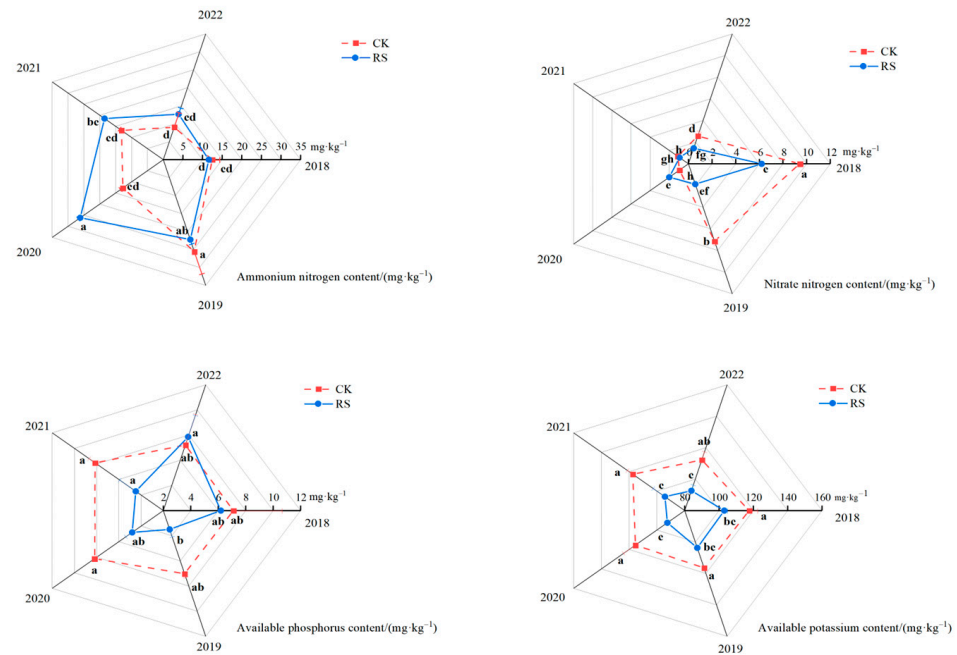 2022
CK
RS
2021
bc
cd
cd
d
0 5 10 15 20 25 30 35 mg·kg⁻¹
d
cd
2018
cd
a
ab
a
2020
Ammonium nitrogen content/(mg·kg⁻¹)
2019
2022
CK
RS
2021
d
h
gh
fg
0 2 4 6 8 10 12 mg·kg⁻¹
c
a
2018
h
e
ef
b
2020
Nitrate nitrogen content/(mg·kg⁻¹)
2019
2022
CK
RS
2021
a
ab
a
a
2 4 6 8 10 12 mg·kg⁻¹
ab
ab
2018
ab
b
a
ab
2020
Available phosphorus content/(mg·kg⁻¹)
2019
2022
CK
RS
2021
ab
a
c
c
80 100 120 140 160 mg·kg⁻¹
bc
a
2018
c
bc
a
a
2020
Available potassium content/(mg·kg⁻¹)
2019